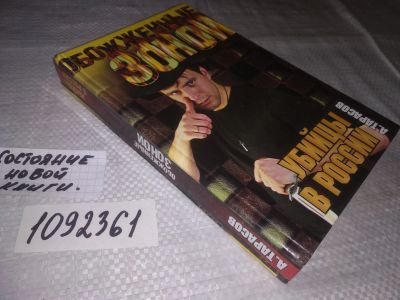 ОБОЖЖЕННЫЕ
ЗОНОЙ
УБИЙЦЫ
В РОССИИ
А.ТАРАСОВ
ОБОЖЖЕННЫЕ
ЗОНОЙ
А. ТАРАСОВ
СОСТОЯНИЕ
НОВОЙ
КНИГИ.
1092361